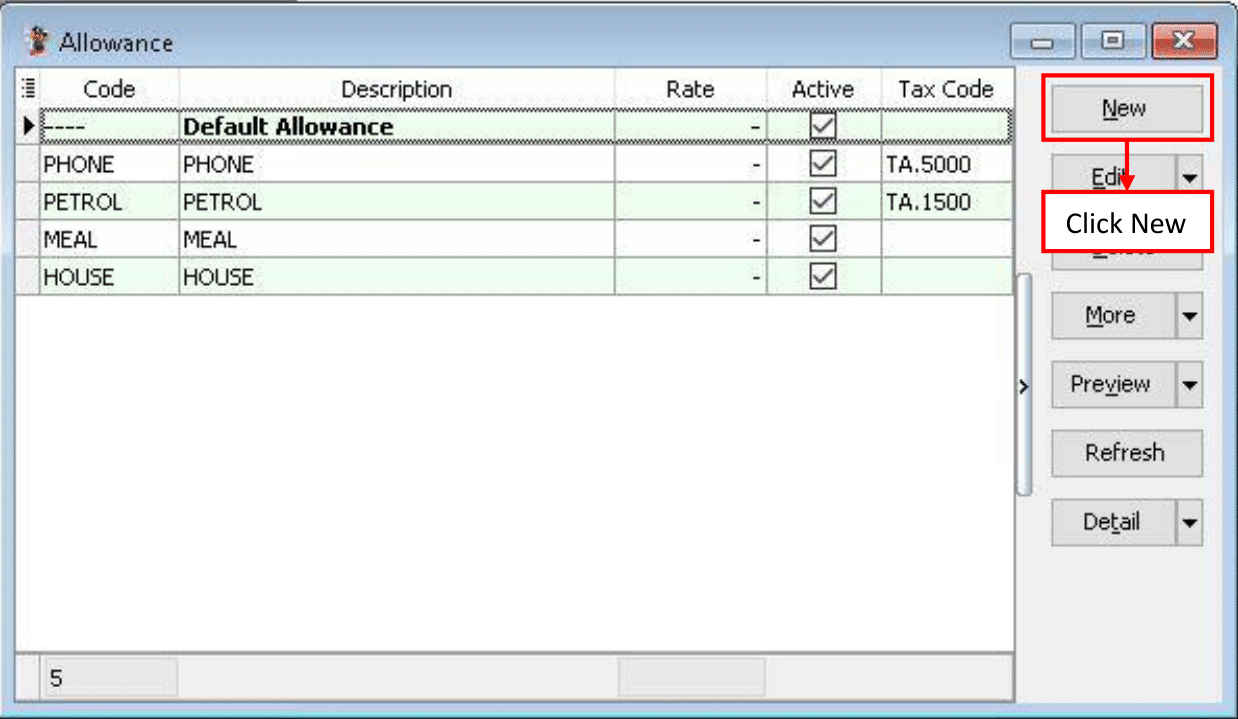 Allowance
Code Description Rate Active Tax Code
---- Default Allowance -
PHONE PHONE - TA.5000
PETROL PETROL - TA.1500
MEAL MEAL -
HOUSE HOUSE -
5
New
Edit
Click New
More
Preview
Refresh
Detail